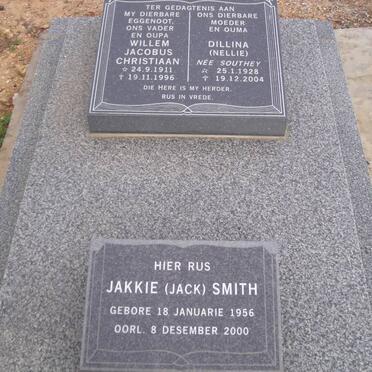 TER GEDAGTENIS AAN
MY DIERBARE
EGGENOOT,
ONS VADER
EN OUPA
WILLEM
JACOBUS
CHRISTIAAN
☆ 24.9.1911
✝ 19.11.1996
ONS DIERBARE
MOEDER
EN OUMA
DILLINA
(NELLIE)
NÉE SOUTHEY
☆ 25.1.1928
✝ 19.12.2004
DIE HERE IS MY HERDER.
RUS IN VREDE.
HIER RUS
JAKKIE (JACK) SMITH
GEBORE 18 JANUARIE 1956
OORL. 8 DESEMBER 2000